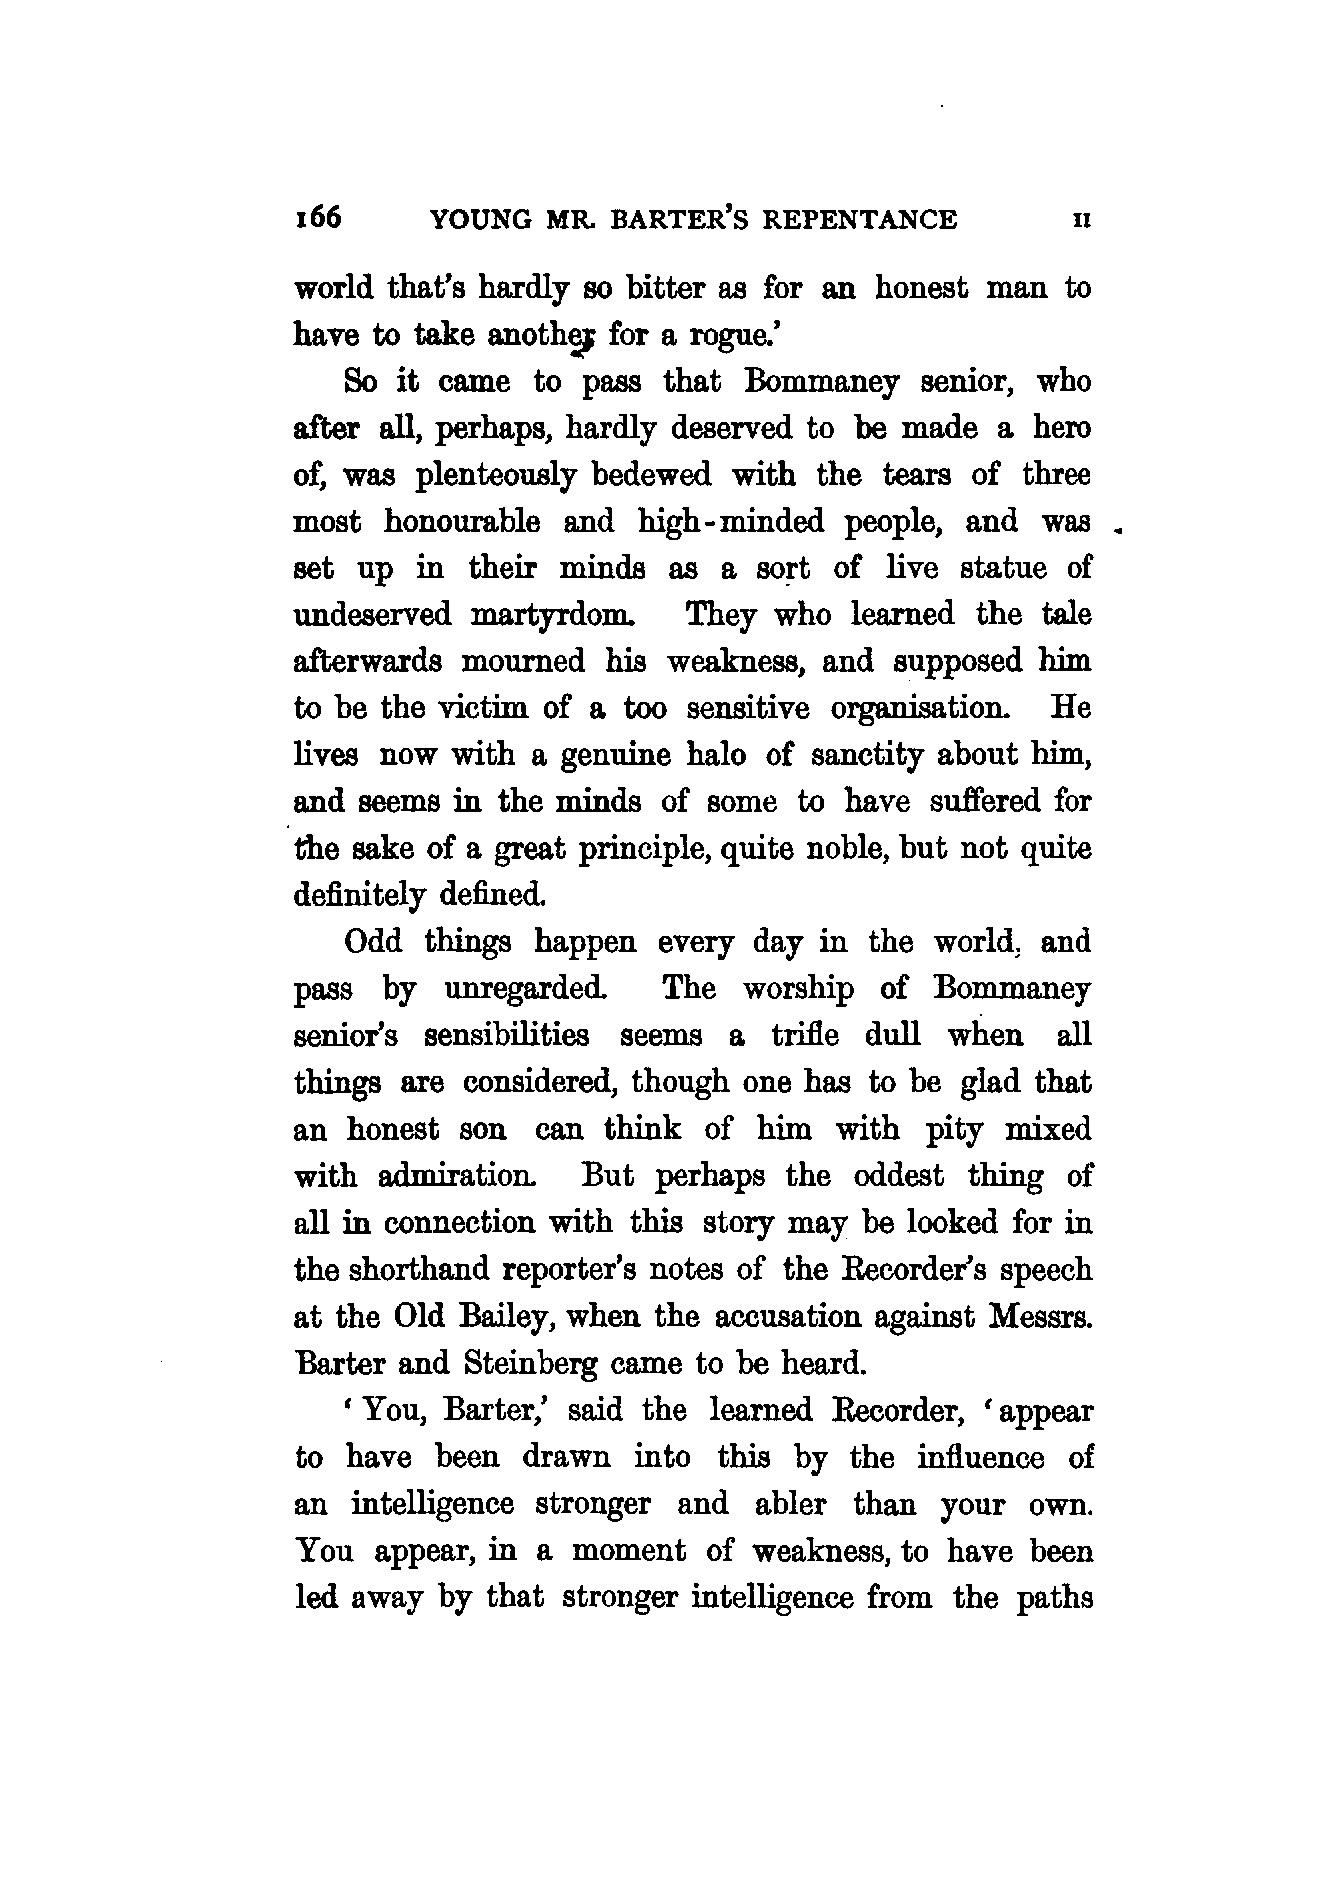 166 YOUNG MR. BARTER'S REPENTANCE II
world that's hardly so bitter as for an honest man to
have to take another for a rogue.'
So it came to pass that Bommaney senior, who
after all, perhaps, hardly deserved to be made a hero
of, was plenteously bedewed with the tears of three
most honourable and high-minded people, and was
set up in their minds as a sort of live statue of
undeserved martyrdom. They who learned the tale
afterwards mourned his weakness, and supposed him
to be the victim of a too sensitive organisation. He
lives now with a genuine halo of sanctity about him,
and seems in the minds of some to have suffered for
the sake of a great principle, quite noble, but not quite
definitely defined.
Odd things happen every day in the world, and
pass by unregarded. The worship of Bommaney
senior's sensibilities seems a trifle dull when all
things are considered, though one has to be glad that
an honest son can think of him with pity mixed
with admiration. But perhaps the oddest thing of
all in connection with this story may be looked for in
the shorthand reporter's notes of the Recorder's speech
at the Old Bailey, when the accusation against Messrs.
Barter and Steinberg came to be heard.
'You, Barter,' said the learned Recorder, 'appear
to have been drawn into this by the influence of
an intelligence stronger and abler than your own.
You appear, in a moment of weakness, to have been
led away by that stronger intelligence from the paths